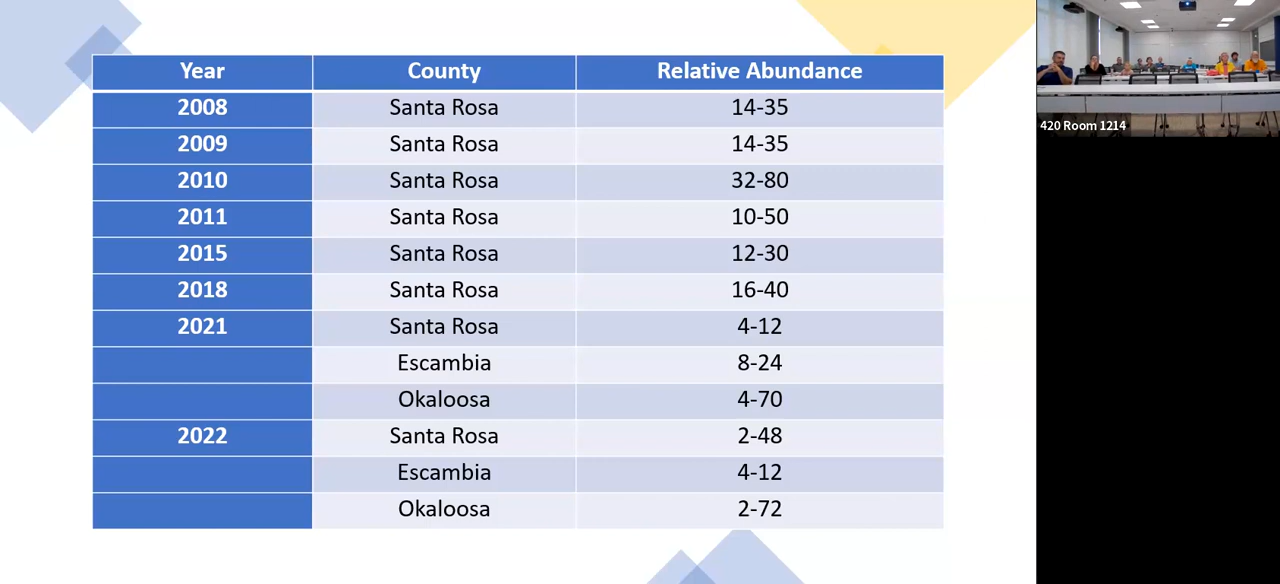 Year County Relative Abundance
2008 Santa Rosa 14-35
2009 Santa Rosa 14-35
2010 Santa Rosa 32-80
2011 Santa Rosa 10-50
2015 Santa Rosa 12-30
2018 Santa Rosa 16-40
2021 Santa Rosa 4-12
Escambia 8-24
Okaloosa 4-70
2022 Santa Rosa 2-48
Escambia 4-12
Okaloosa 2-72
420 Room 1214